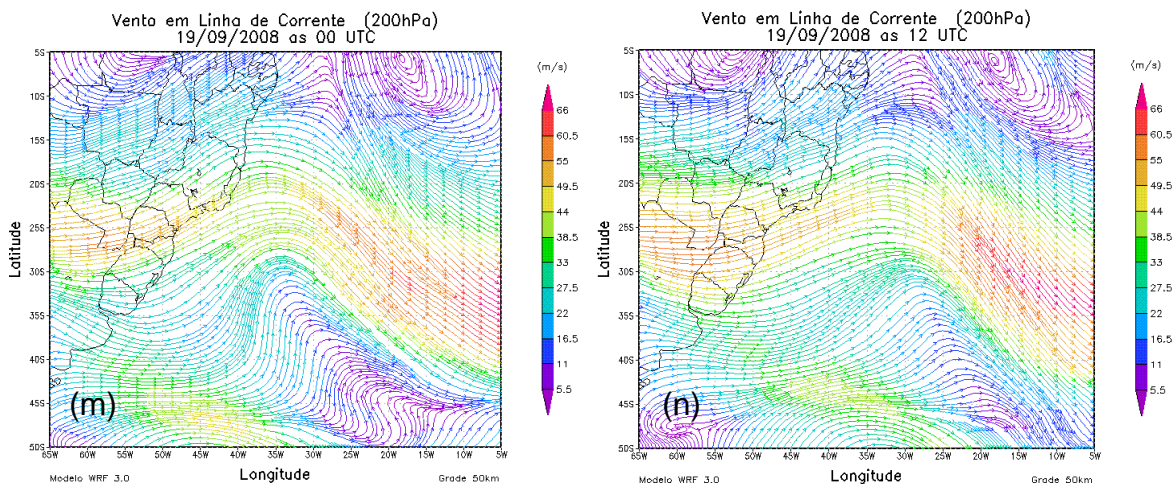 Vento em Linha de Corrente (200hPa)
19/09/2008 as 00 UTC
(m/s)
66
60.5
55
49.5
44
38.5
33
27.5
22
16.5
11
5.5
Latitude
5S
10S
15S
20S
25S
30S
35S
40S
45S
50S
(m)
65W 60W 55W 50W 45W 40W 35W 30W 25W 20W 15W 10W 5W
Longitude
Modelo WRF 3.0
Grade 50km
Vento em Linha de Corrente (200hPa)
19/09/2008 as 12 UTC
(m/s)
66
60.5
55
49.5
44
38.5
33
27.5
22
16.5
11
5.5
Latitude
5S
10S
15S
20S
25S
30S
35S
40S
45S
50S
(n)
65W 60W 55W 50W 45W 40W 35W 30W 25W 20W 15W 10W 5W
Longitude
Modelo WRF 3.0
Grade 50km